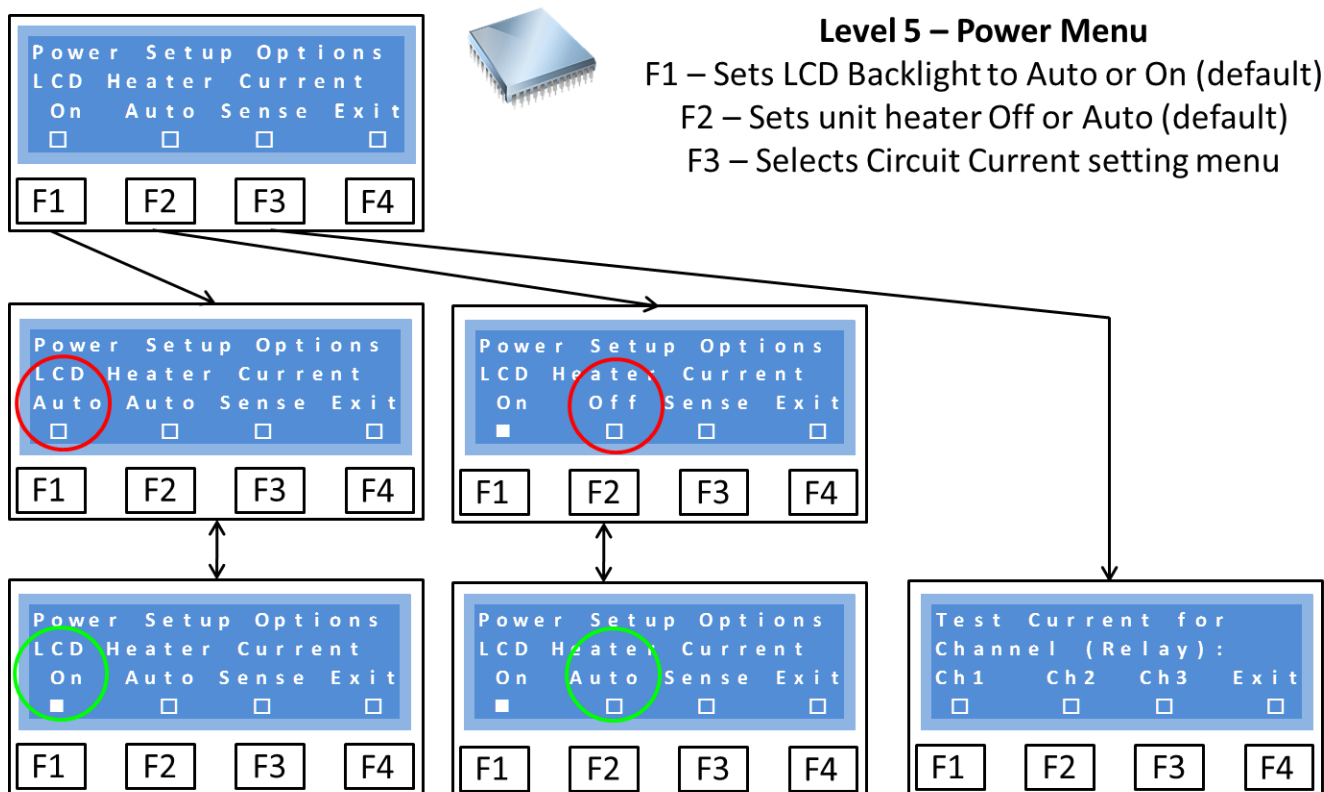 Power Setup Options
LCD Heater Current
On Auto Sense Exit
F1 F2 F3 F4
Level 5 – Power Menu
F1 – Sets LCD Backlight to Auto or On (default)
F2 – Sets unit heater Off or Auto (default)
F3 – Selects Circuit Current setting menu
Power Setup Options
LCD Heater Current
Auto Auto Sense Exit
F1 F2 F3 F4
Power Setup Options
LCD Heater Current
On Off Sense Exit
F1 F2 F3 F4
Power Setup Options
LCD Heater Current
On Auto Sense Exit
F1 F2 F3 F4
Power Setup Options
LCD Heater Current
On Auto Sense Exit
F1 F2 F3 F4
Test Current for
Channel (Relay):
Ch1 Ch2 Ch3 Exit
F1 F2 F3 F4